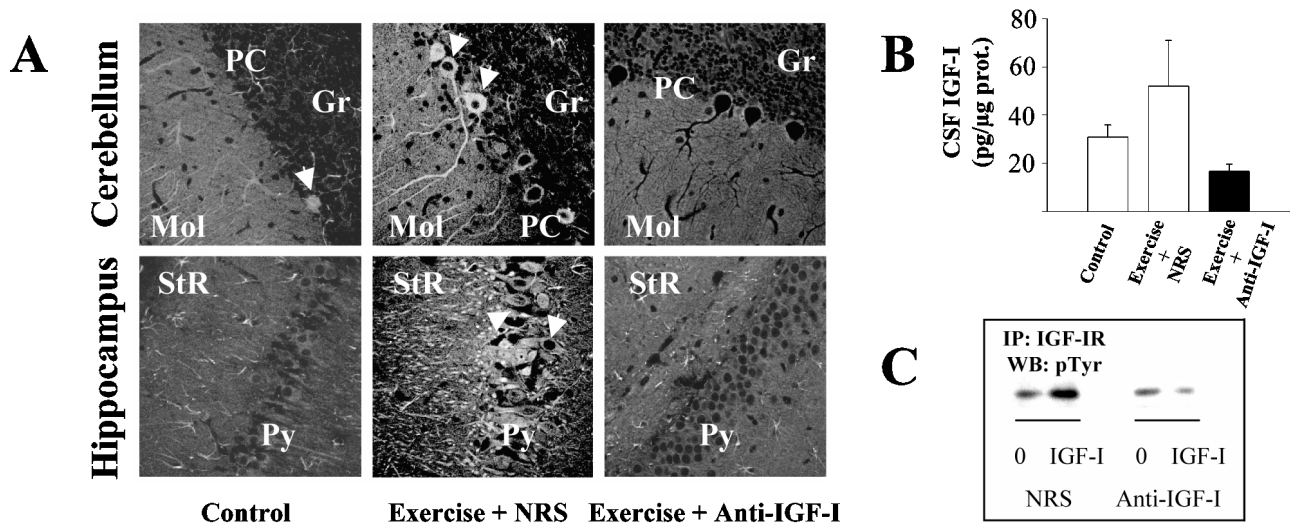 A
Cerebellum
PC
Gr
Mol
PC
Gr
Mol
PC
Gr
Mol
PC
Hippocampus
StR
Py
StR
Py
StR
Py
Control
Exercise + NRS
Exercise + Anti-IGF-I
B
CSF IGF-I
(pg/µg prot.)
80
60
40
20
Control
Exercise
+
NRS
Exercise
+
Anti-IGF-I
C
IP: IGF-IR
WB: pTyr
0 IGF-I
0 IGF-I
NRS
Anti-IGF-I